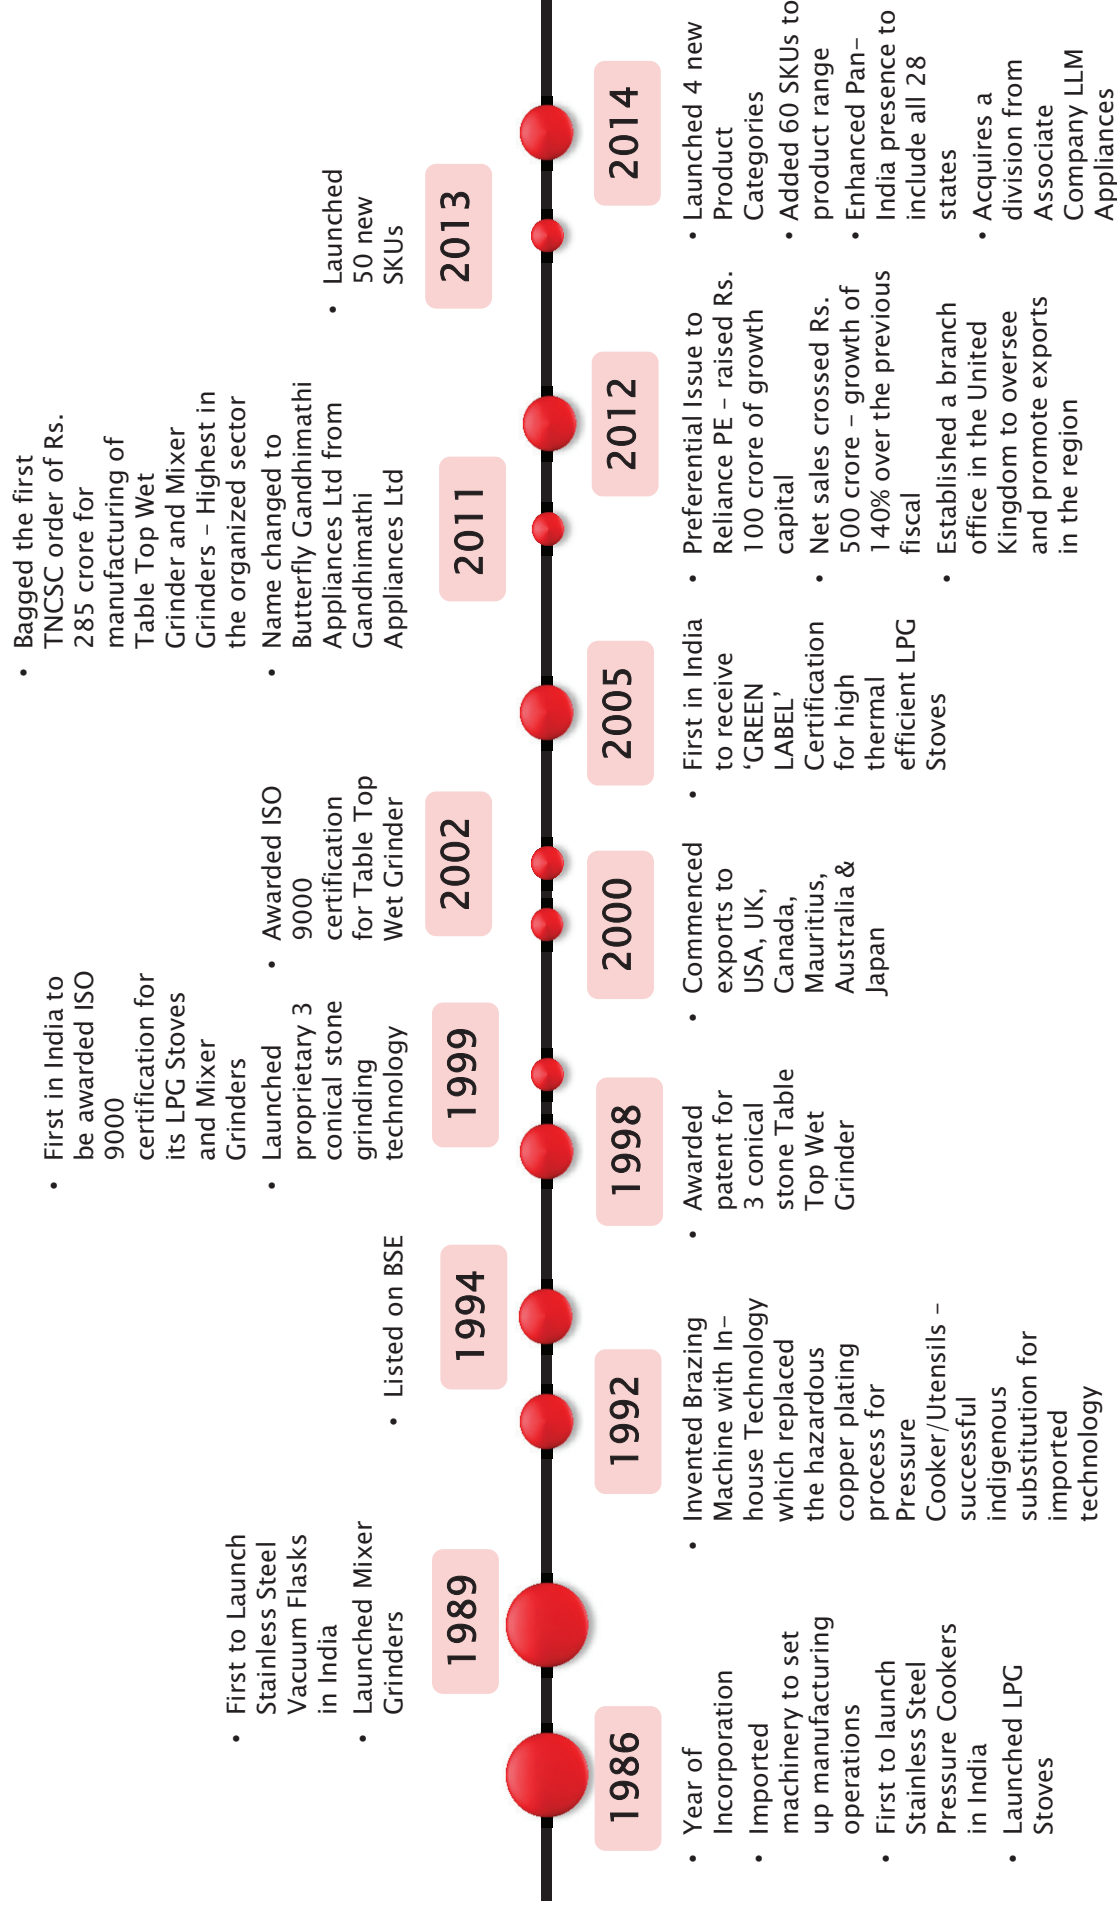 1986
• Year of
Incorporation
• Imported
machinery to set
up manufacturing
operations
• First to launch
Stainless Steel
Pressure Cookers
in India
• Launched LPG
Stoves
• First to Launch
Stainless Steel
Vacuum Flasks
in India
• Launched Mixer
Grinders
1989
1992
• Invented Brazing
Machine with In-
house Technology
which replaced
the hazardous
copper plating
process for
Pressure
Cooker/Utensils –
successful
indigenous
substitution for
imported
technology
• Listed on BSE
1994
1998
• Awarded
patent for
3 conical
stone Table
Top Wet
Grinder
• First in India to
be awarded ISO
9000
certification for
its LPG Stoves
and Mixer
Grinders
• Launched
proprietary 3
conical stone
grinding
technology
1999
2000
• Commenced
exports to
USA, UK,
Canada,
Mauritius,
Australia &
Japan
• Awarded ISO
9000
certification
for Table Top
Wet Grinder
2002
2005
• First in India
to receive
‘GREEN
LABEL’
Certification
for high
thermal
efficient LPG
Stoves
• Bagged the first
TNCSC order of Rs.
285 crore for
manufacturing of
Table Top Wet
Grinder and Mixer
Grinders – Highest in
the organized sector
• Name changed to
Butterfly Gandhimathi
Appliances Ltd from
Gandhimathi
Appliances Ltd
2011
2012
• Preferential Issue to
Reliance PE – raised Rs.
100 crore of growth
capital
• Net sales crossed Rs.
500 crore – growth of
140% over the previous
fiscal
• Established a branch
office in the United
Kingdom to oversee
and promote exports
in the region
• Launched
50 new
SKUs
2013
2014
• Launched 4 new
Product
Categories
• Added 60 SKUs to
product range
• Enhanced Pan-
India presence to
include all 28
states
• Acquires a
division from
Associate
Company LLM
Appliances